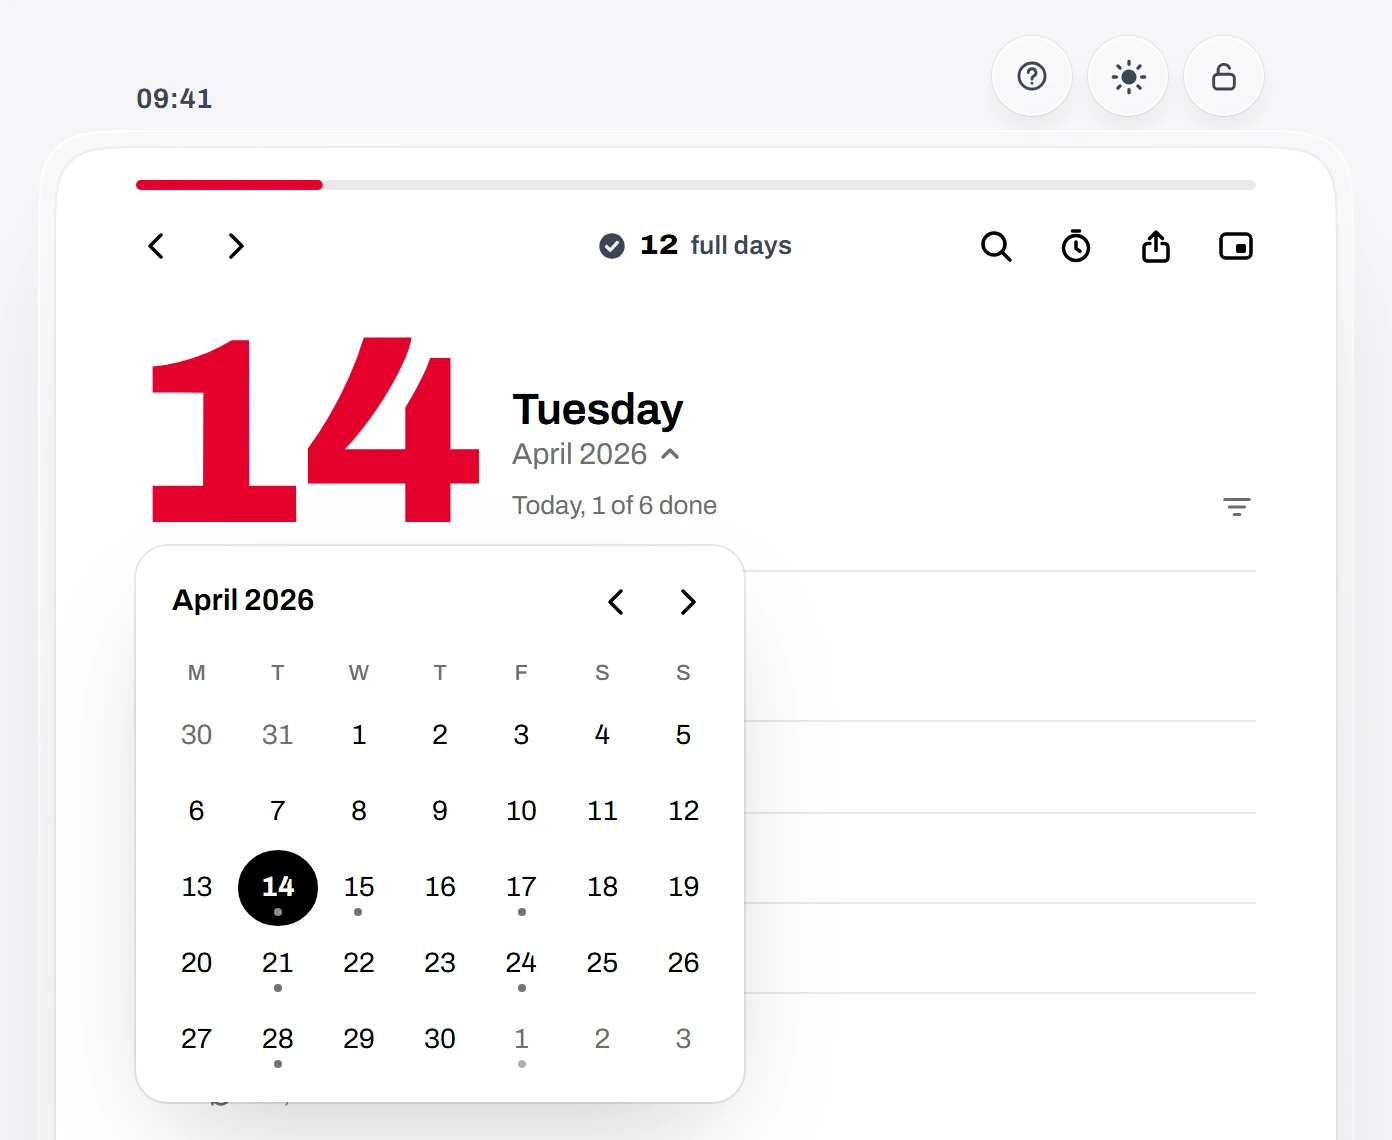 09:41
12 full days
14
Tuesday
April 2026
Today, 1 of 6 done
April 2026
M T W T F S S
30 31 1 2 3 4 5
6 7 8 9 10 11 12
13 14 15 16 17 18 19
20 21 22 23 24 25 26
27 28 29 30 1 2 3